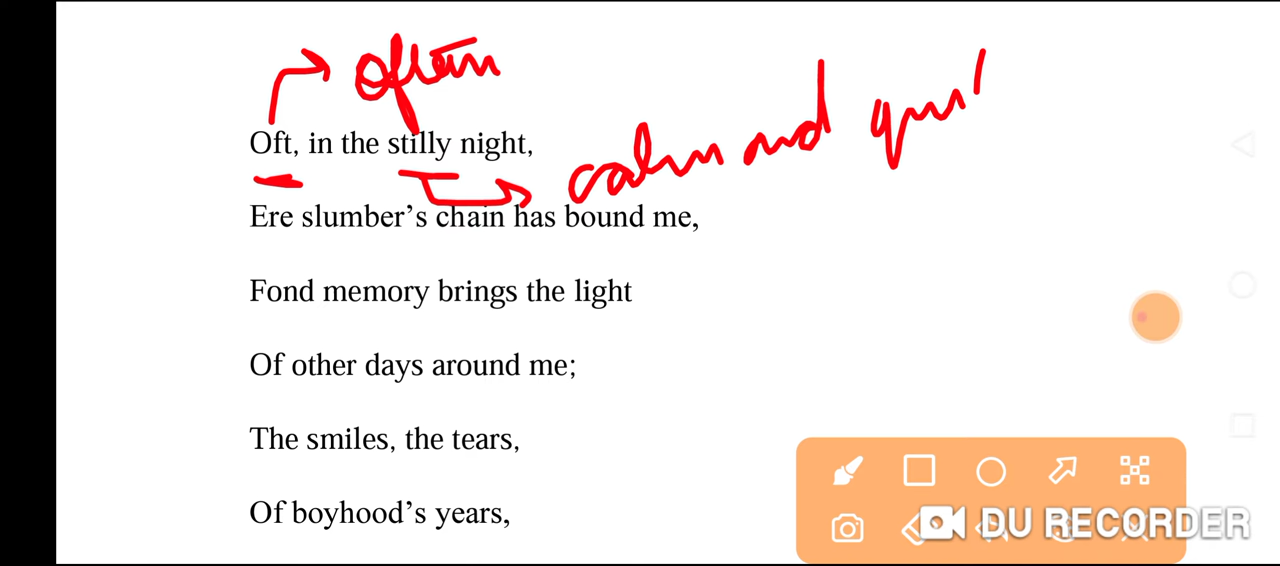 often
calm and
Oft, in the stilly night,
Ere slumber's chain has bound me,
Fond memory brings the light
Of other days around me;
The smiles, the tears,
Of boyhood's years,
DU RECORDER